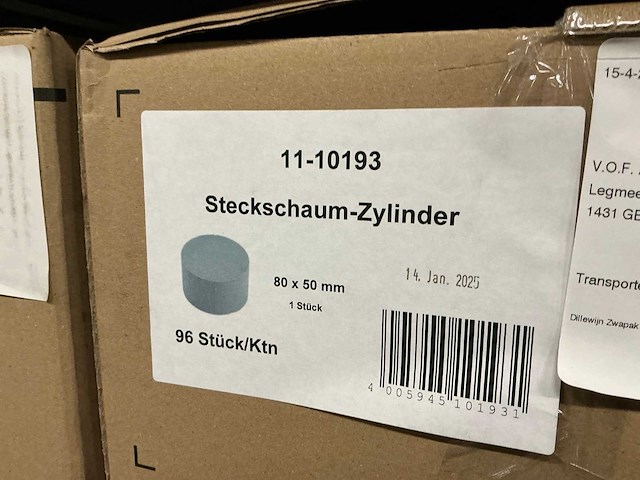 11-10193
Steckschaum-Zylinder
80 x 50 mm
1 Stück
14. Jan. 2025
96 Stück/Ktn
4 005945 101931
15-4-2
V.O.F.
Legmee
1431 GE
Transporte
Dillewijn Zwapak